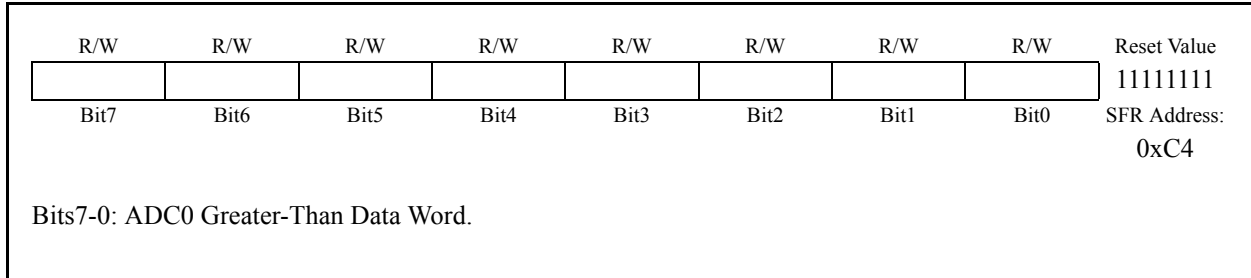 R/W R/W R/W R/W R/W R/W R/W R/W Reset Value
11111111
Bit7 Bit6 Bit5 Bit4 Bit3 Bit2 Bit1 Bit0 SFR Address:
0xC4
Bits7-0: ADC0 Greater-Than Data Word.